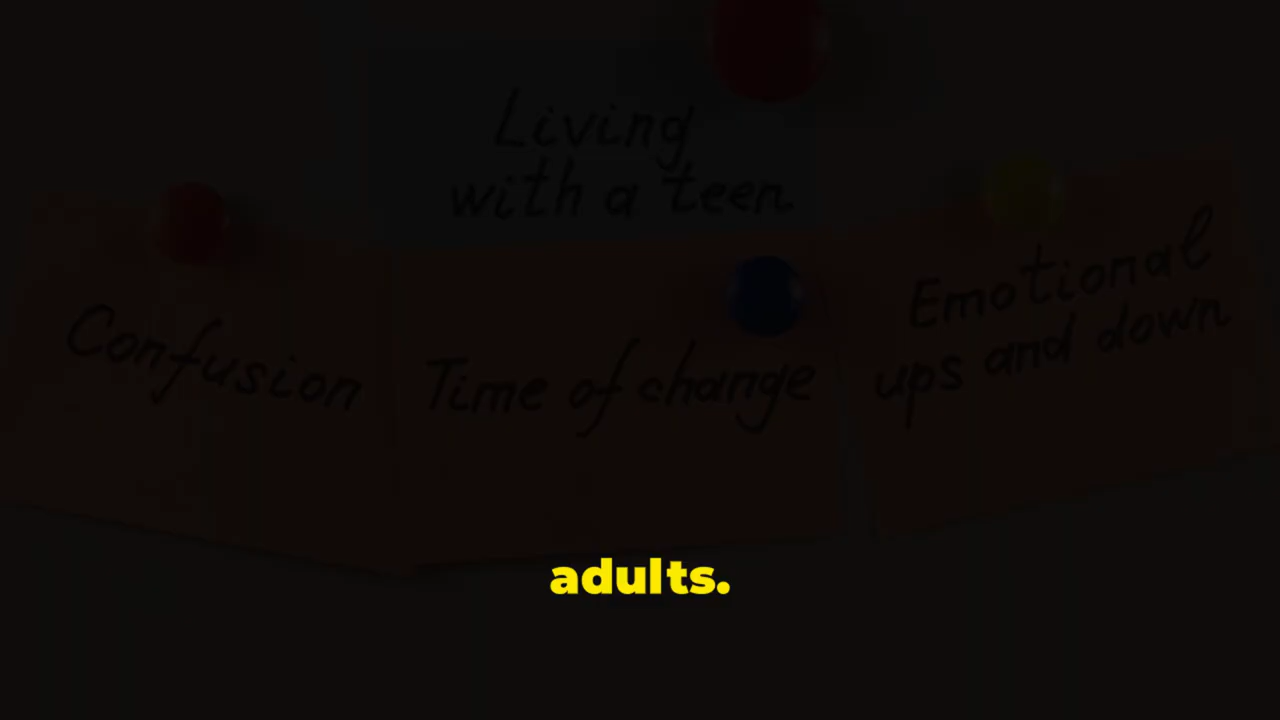 Living
with a teen
Confusion
Time of change
Emotional
ups and down
adults.